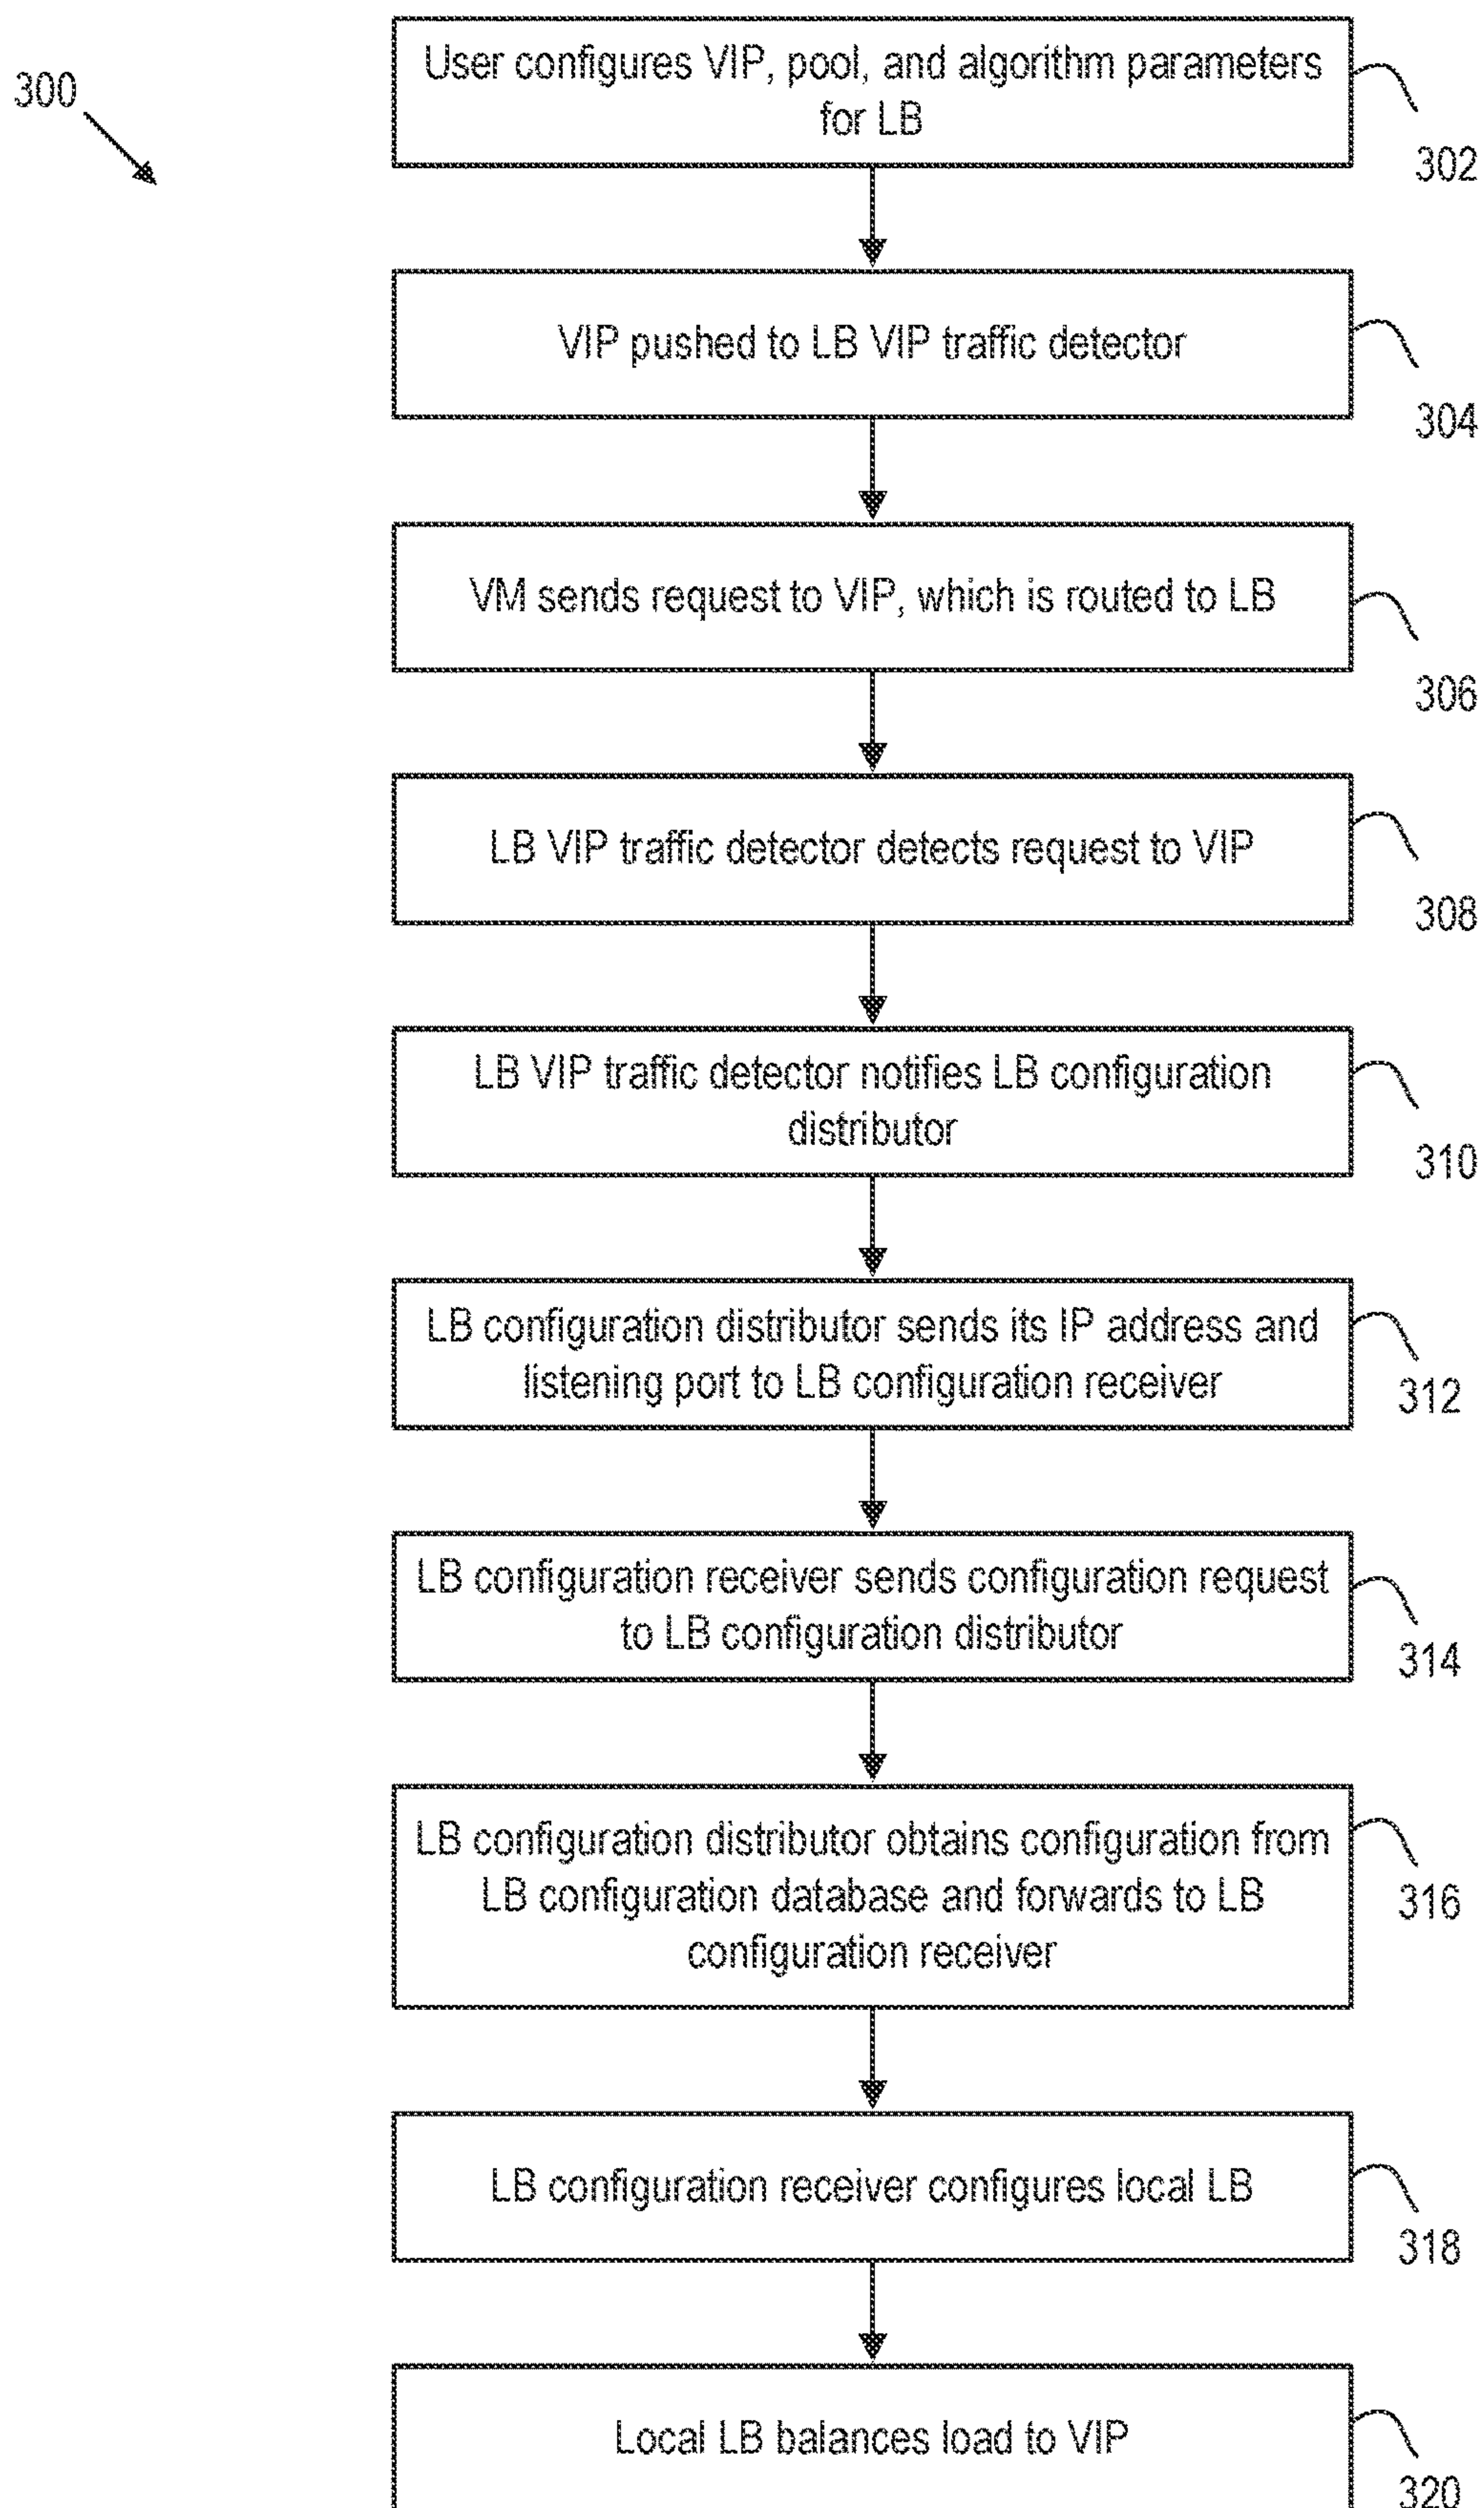 300
User configures VIP, pool, and algorithm parameters
for LB
302
VIP pushed to LB VIP traffic detector
304
VM sends request to VIP, which is routed to LB
306
LB VIP traffic detector detects request to VIP
308
LB VIP traffic detector notifies LB configuration
distributor
310
LB configuration distributor sends its IP address and
listening port to LB configuration receiver
312
LB configuration receiver sends configuration request
to LB configuration distributor
314
LB configuration distributor obtains configuration from
LB configuration database and forwards to LB
configuration receiver
316
LB configuration receiver configures local LB
318
Local LB balances load to VIP
320